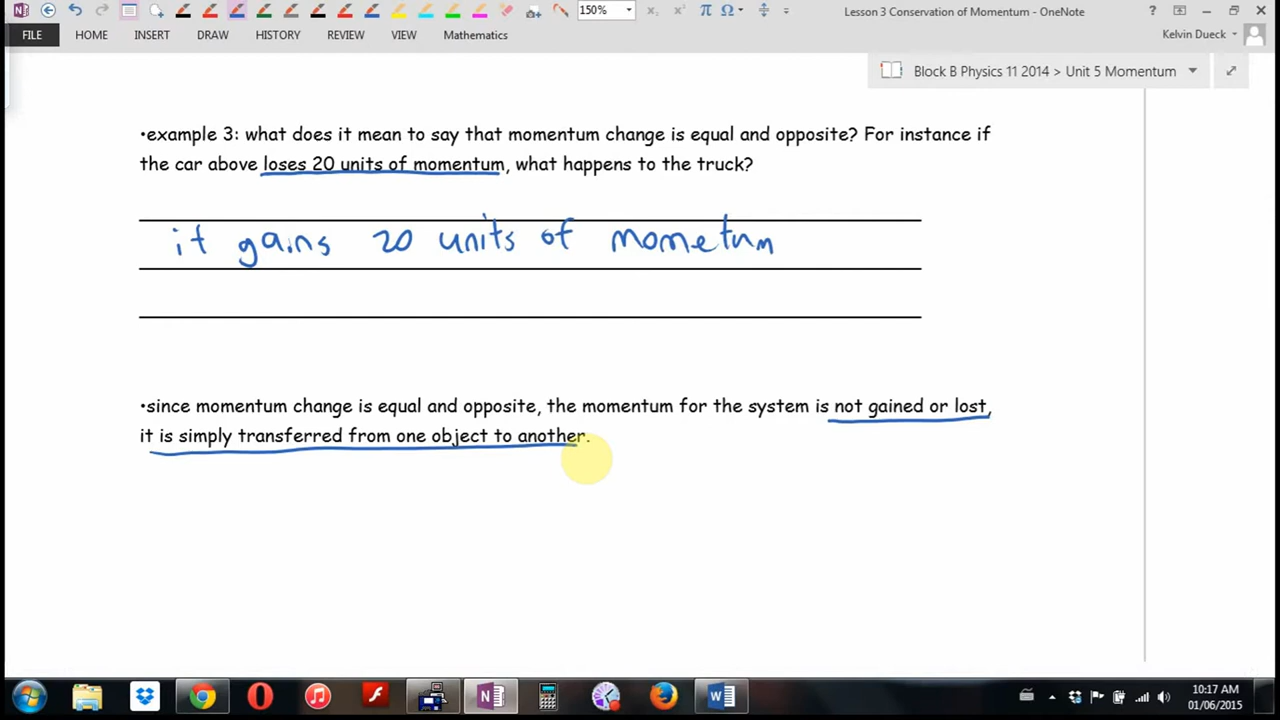 150%
Lesson 3 Conservation of Momentum - OneNote
FILE HOME INSERT DRAW HISTORY REVIEW VIEW Mathematics
Kelvin Dueck
Block B Physics 11 2014 > Unit 5 Momentum
•example 3: what does it mean to say that momentum change is equal and opposite? For instance if
the car above loses 20 units of momentum, what happens to the truck?
it gains 20 units of mometum
•since momentum change is equal and opposite, the momentum for the system is not gained or lost,
it is simply transferred from one object to another.
10:17 AM
01/06/2015